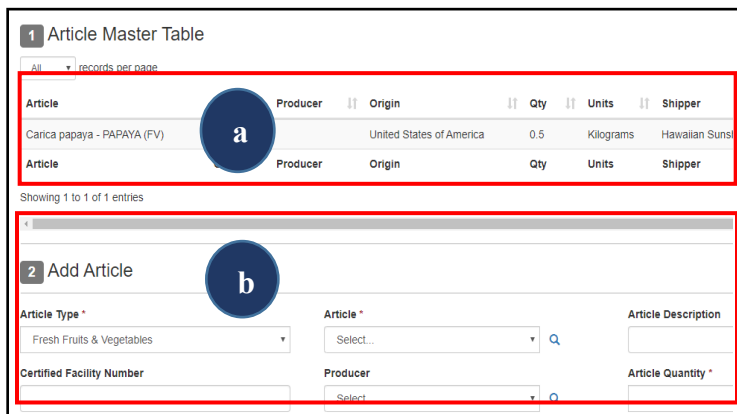 1 Article Master Table
All records per page
Article Producer Origin Qty Units Shipper
Carica papaya - PAPAYA (FV) United States of America 0.5 Kilograms Hawaiian
Article Producer Origin Qty Units Shipper
a
Showing 1 to 1 of 1 entries
2 Add Article
b
Article Type * Article * Article Description
Fresh Fruits & Vegetables Select...
Certified Facility Number Producer Article Quantity *
Select